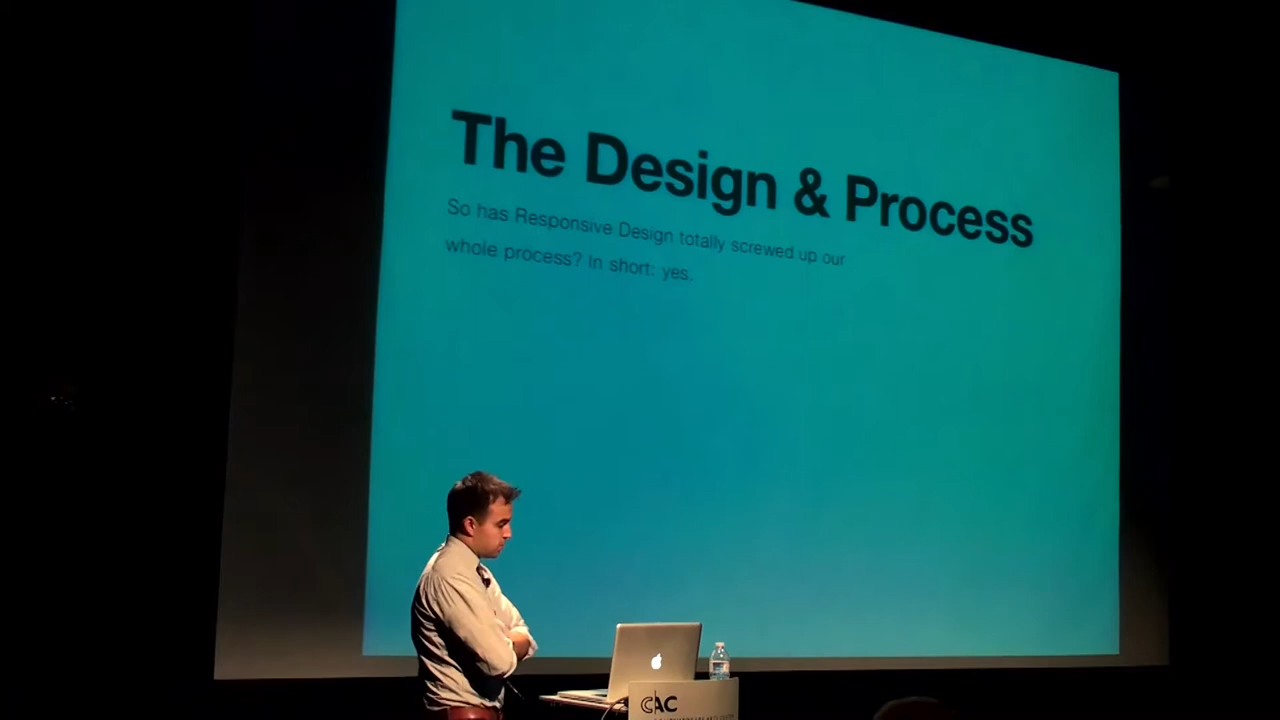 The Design & Process
So has Responsive Design totally screwed up our
whole process? In short: yes.
CAC